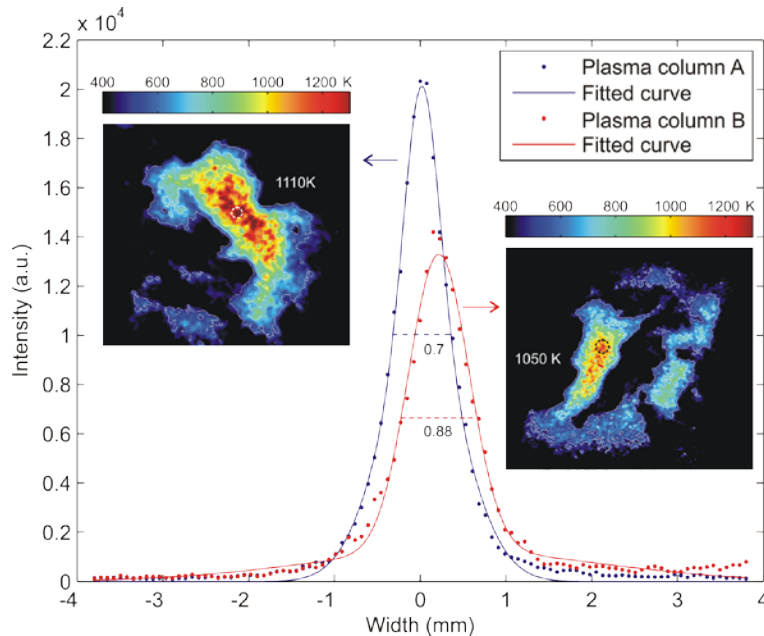 × 10⁴
2.2
2.0
1.8
1.6
1.4
1.2
1.0
0.8
0.6
0.4
0.2
0
Intensity (a.u.)
-4 -3 -2 -1 0 1 2 3 4
Width (mm)
Plasma column A
Fitted curve
Plasma column B
Fitted curve
400 600 800 1000 1200 K
1110K
400 600 800 1000 1200 K
1050 K
0.7
0.88